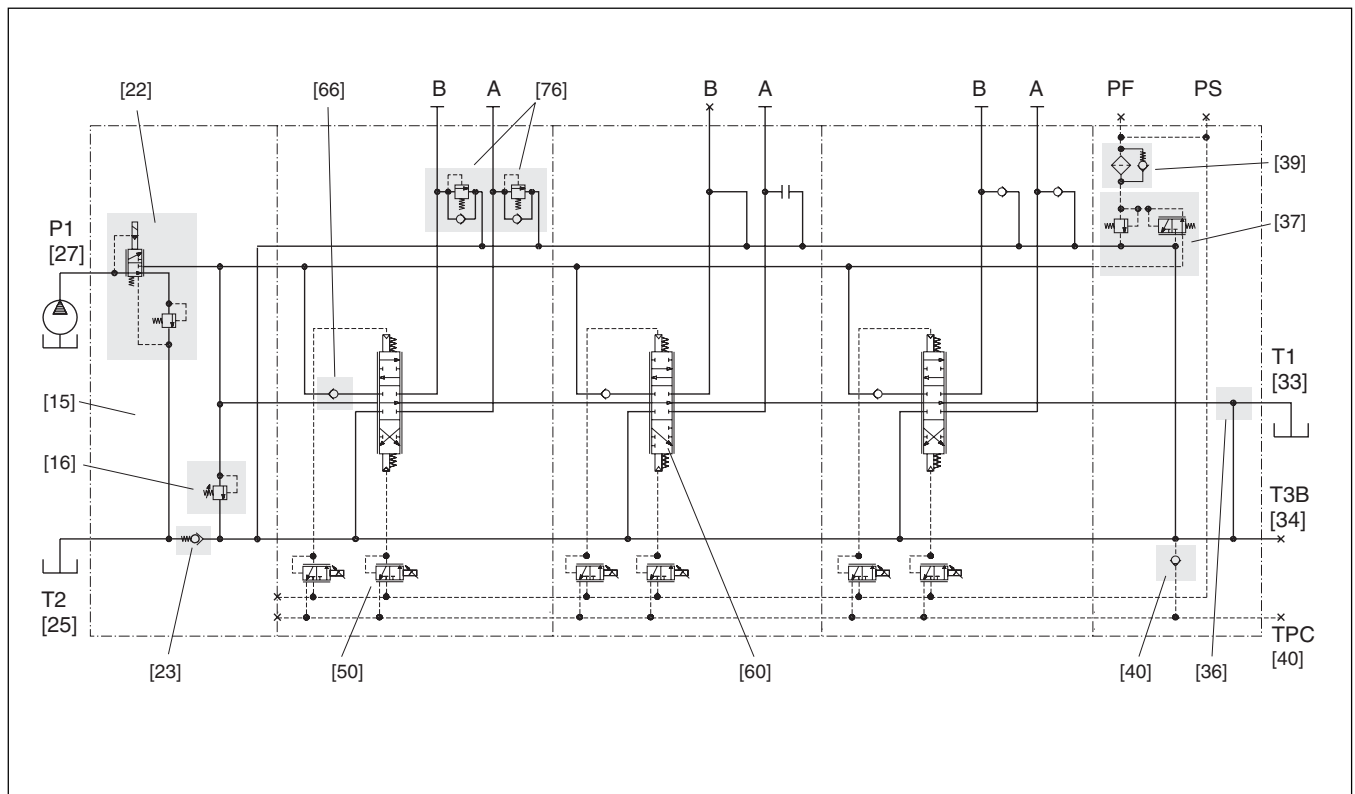 [22] [66] B A [76] B A B A PF PS
[39]
P1
[27]
[37]
T1
[33]
[15]
[16]
T3B
[34]
T2
[25]
TPC
[40]
[23] [50] [60] [40] [36]